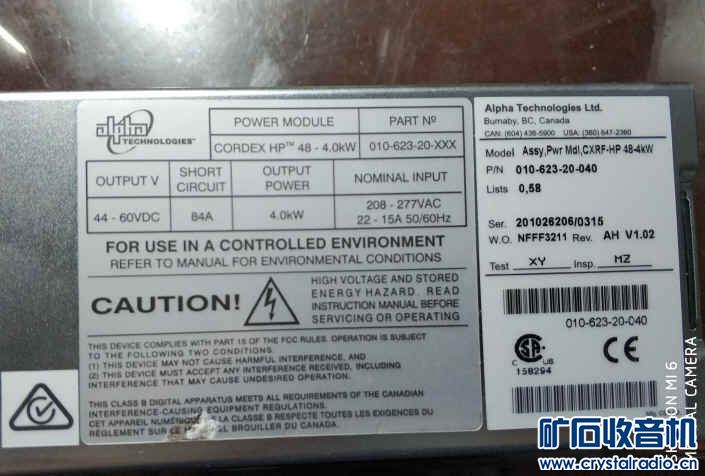 alpha
TECHNOLOGIES
POWER MODULE
PART Nº
CORDEX HP™ 48 - 4.0kW
010-623-20-XXX
OUTPUT V
SHORT CIRCUIT
OUTPUT POWER
NOMINAL INPUT
44 - 60VDC
84A
4.0kW
208 - 277VAC
22 - 15A 50/60Hz
FOR USE IN A CONTROLLED ENVIRONMENT
REFER TO MANUAL FOR ENVIRONMENTAL CONDITIONS
CAUTION!
HIGH VOLTAGE AND STORED
ENERGY HAZARD. READ
INSTRUCTION MANUAL BEFORE
SERVICING OR OPERATING
THIS DEVICE COMPLIES WITH PART 15 OF THE FCC RULES. OPERATION IS SUBJECT
TO THE FOLLOWING TWO CONDITIONS:
(1) THIS DEVICE MAY NOT CAUSE HARMFUL INTERFERENCE, AND
(2) THIS DEVICE MUST ACCEPT ANY INTERFERENCE RECEIVED, INCLUDING
INTERFERENCE THAT MAY CAUSE UNDESIRED OPERATION.
THIS CLASS B DIGITAL APPARATUS MEETS ALL REQUIREMENTS OF THE CANADIAN
INTERFERENCE-CAUSING EQUIPMENT REGULATIONS.
CET APPAREIL NUMERIQUE DE LA CLASSE B RESPECTE TOUTES LES EXIGENCES DU
REGLEMENT SUR LE MATERIEL BROUILLEUR DU CANADA.
Alpha Technologies Ltd.
Burnaby, BC, Canada
CAN: (604) 436-5900 USA: (360) 647-2360
Model Assy,Pwr Mdl,CXRF-HP 48-4kW
P/N 010-623-20-040
Lists 0,58
Ser. 201026206/0315
W.O. NFFF3211 Rev. AH V1.02
Test XY Insp. MZ
010-623-20-040
C US
158294
CE
矿石收音机
www.crystalradio.cn